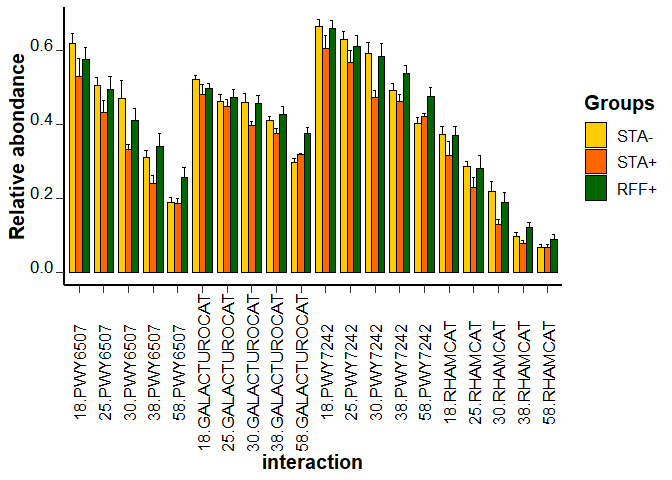 Relative abundance
0.6
0.4
0.2
0.0
18.PWY6507
25.PWY6507
30.PWY6507
38.PWY6507
58.PWY6507
18.GALACTUROCAT
25.GALACTUROCAT
30.GALACTUROCAT
38.GALACTUROCAT
58.GALACTUROCAT
18.PWY7242
25.PWY7242
30.PWY7242
38.PWY7242
58.PWY7242
18.RHAMCAT
25.RHAMCAT
30.RHAMCAT
38.RHAMCAT
58.RHAMCAT
interaction
Groups
STA-
STA+
RFF+